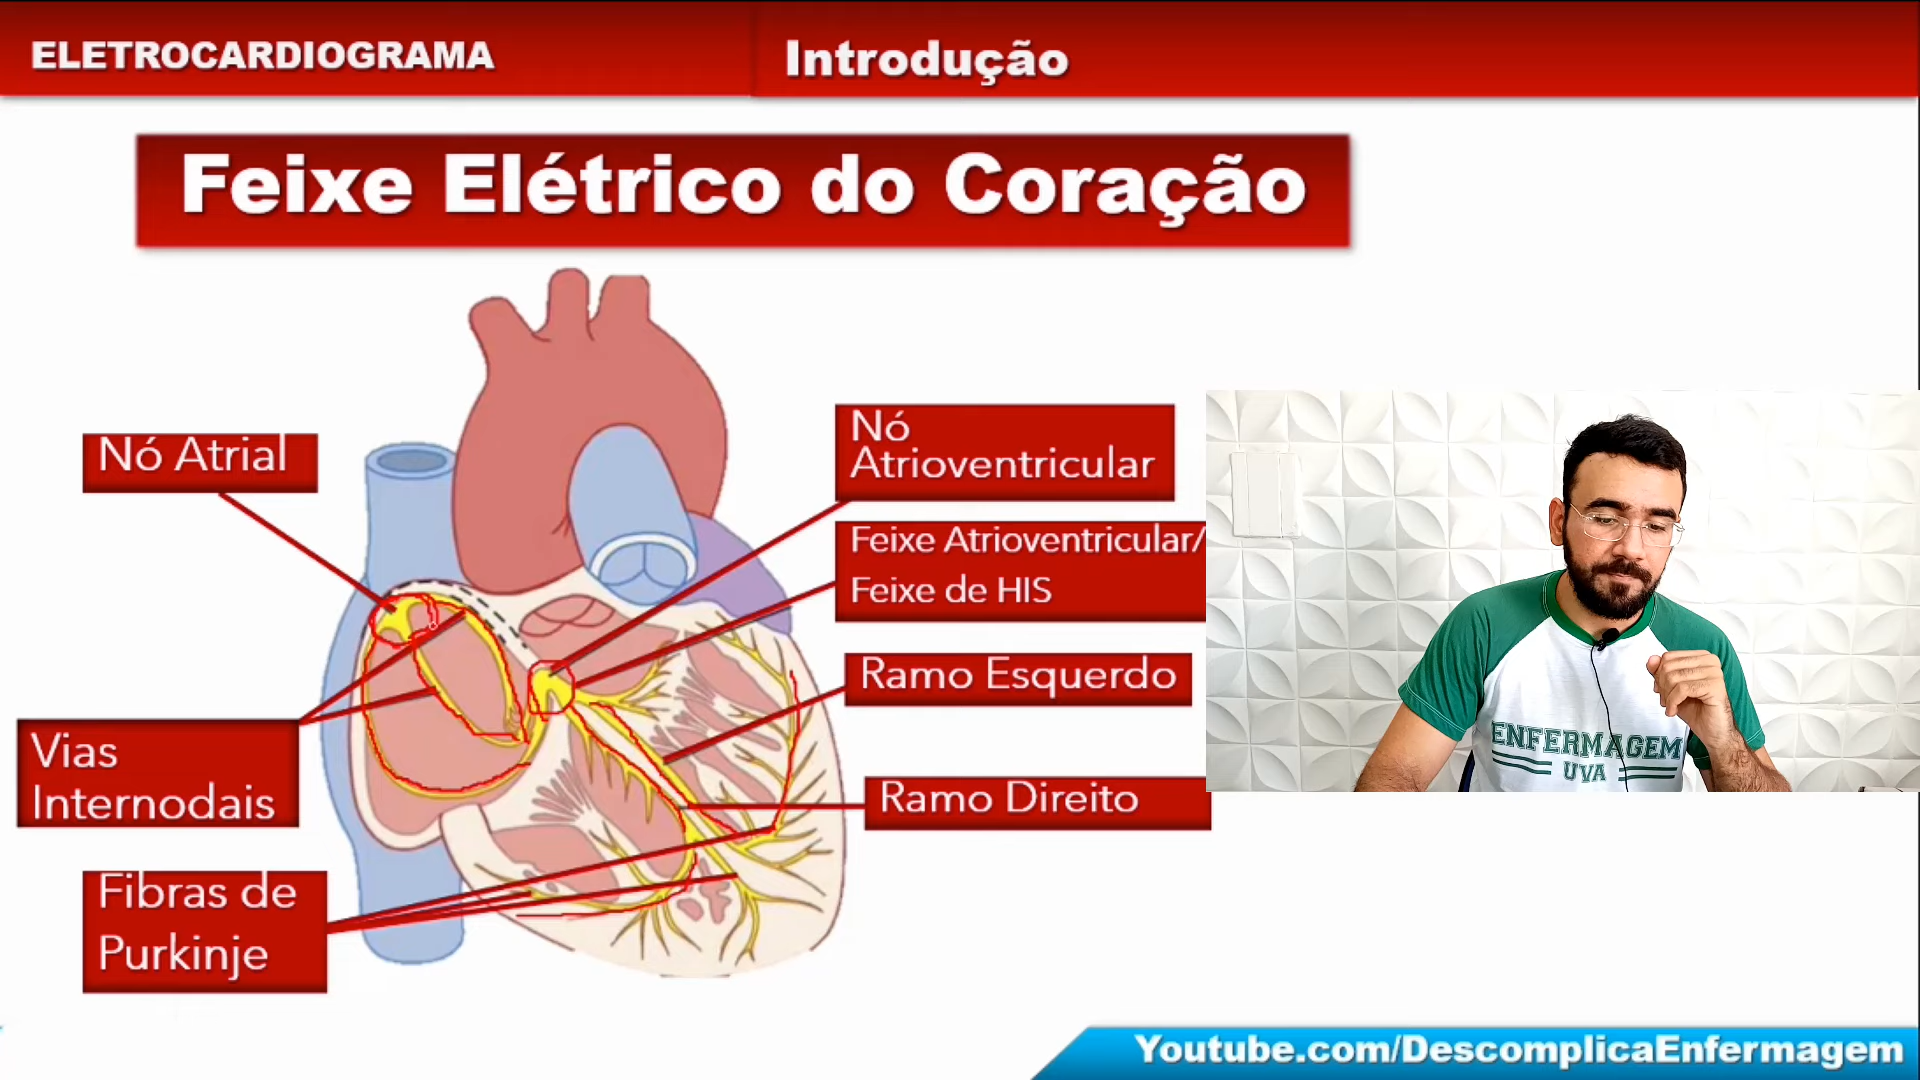 ELETROCARDIOGRAMA
Introdução
Feixe Elétrico do Coração
Nó Atrial
Nó
Atrioventricular
Feixe Atrioventricular/
Feixe de HIS
Ramo Esquerdo
Vias
Internodais
Ramo Direito
Fibras de
Purkinje
ENFERMAGEM
UVA
Youtube.com/DescomplicaEnfermagem